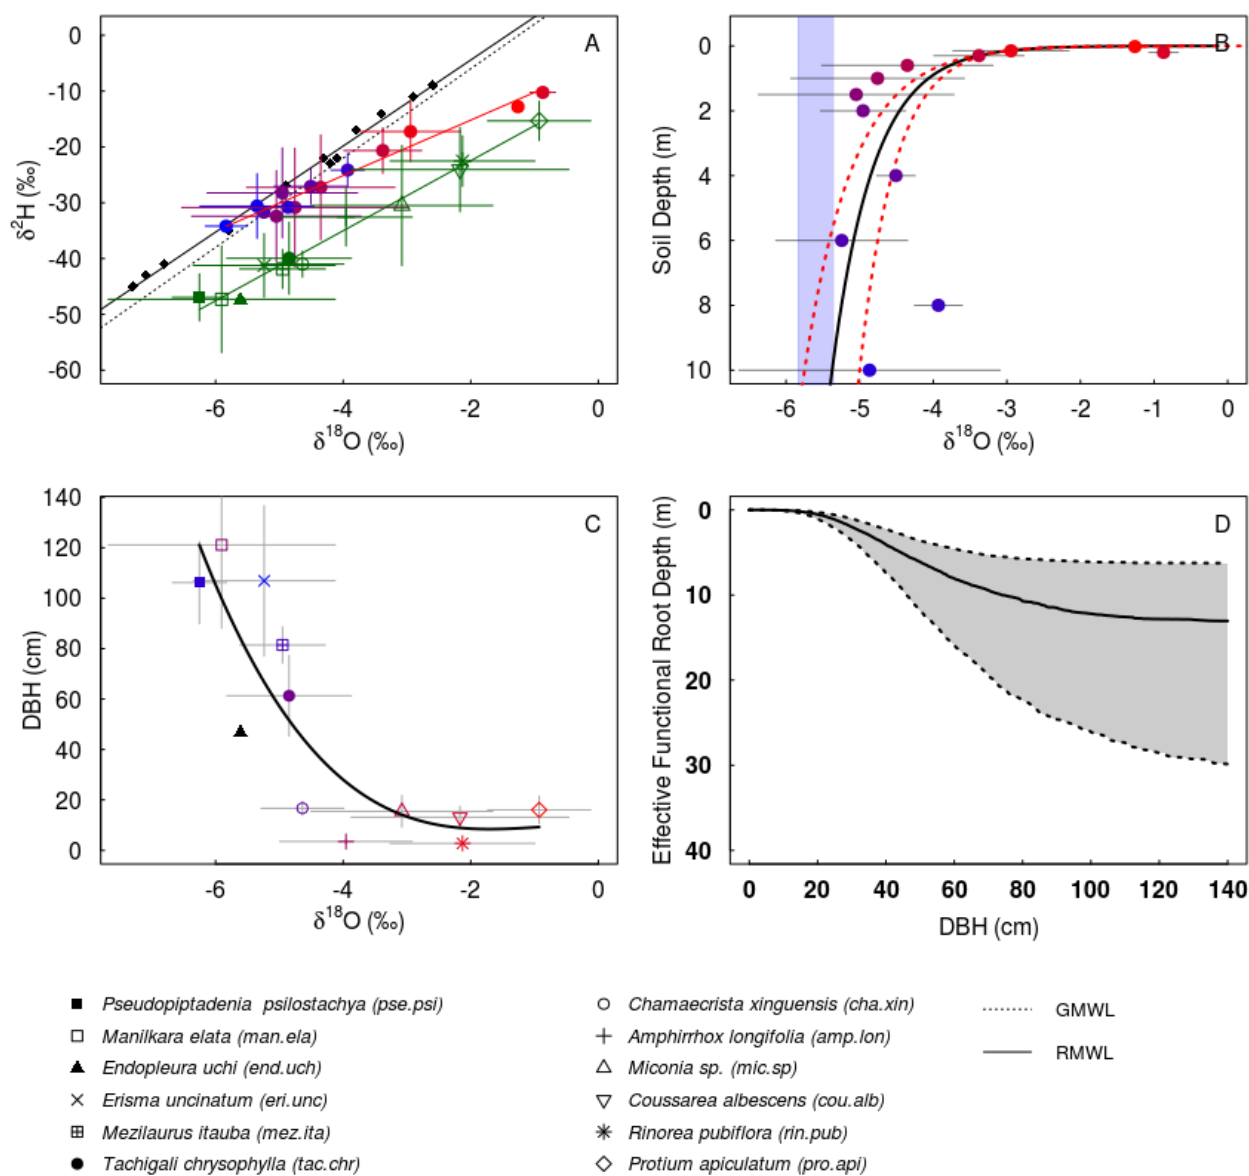 A
0
-10
-20
-30
-40
-50
-60
δ²H (‰)
-6 -4 -2 0
δ¹⁸O (‰)
B
0
2
4
6
8
10
Soil Depth (m)
-6 -5 -4 -3 -2 -1 0
δ¹⁸O (‰)
C
140
120
100
80
60
40
20
0
DBH (cm)
-6 -4 -2 0
δ¹⁸O (‰)
D
0
10
20
30
40
Effective Functional Root Depth (m)
0 20 40 60 80 100 120 140
DBH (cm)
Pseudopiptadenia psilostachya (pse.psi)
Manilkara elata (man.ela)
Endopleura uchi (end.uch)
Erisma uncinatum (eri.unc)
Mezilaurus itauba (mez.ita)
Tachigali chrysophylla (tac.chr)
Chamaecrista xinguensis (cha.xin)
Amphirrhox longifolia (amp.lon)
Miconia sp. (mic.sp)
Coussarea albescens (cou.alb)
Rinorea pubiflora (rin.pub)
Protium apiculatum (pro.api)
GMWL
RMWL